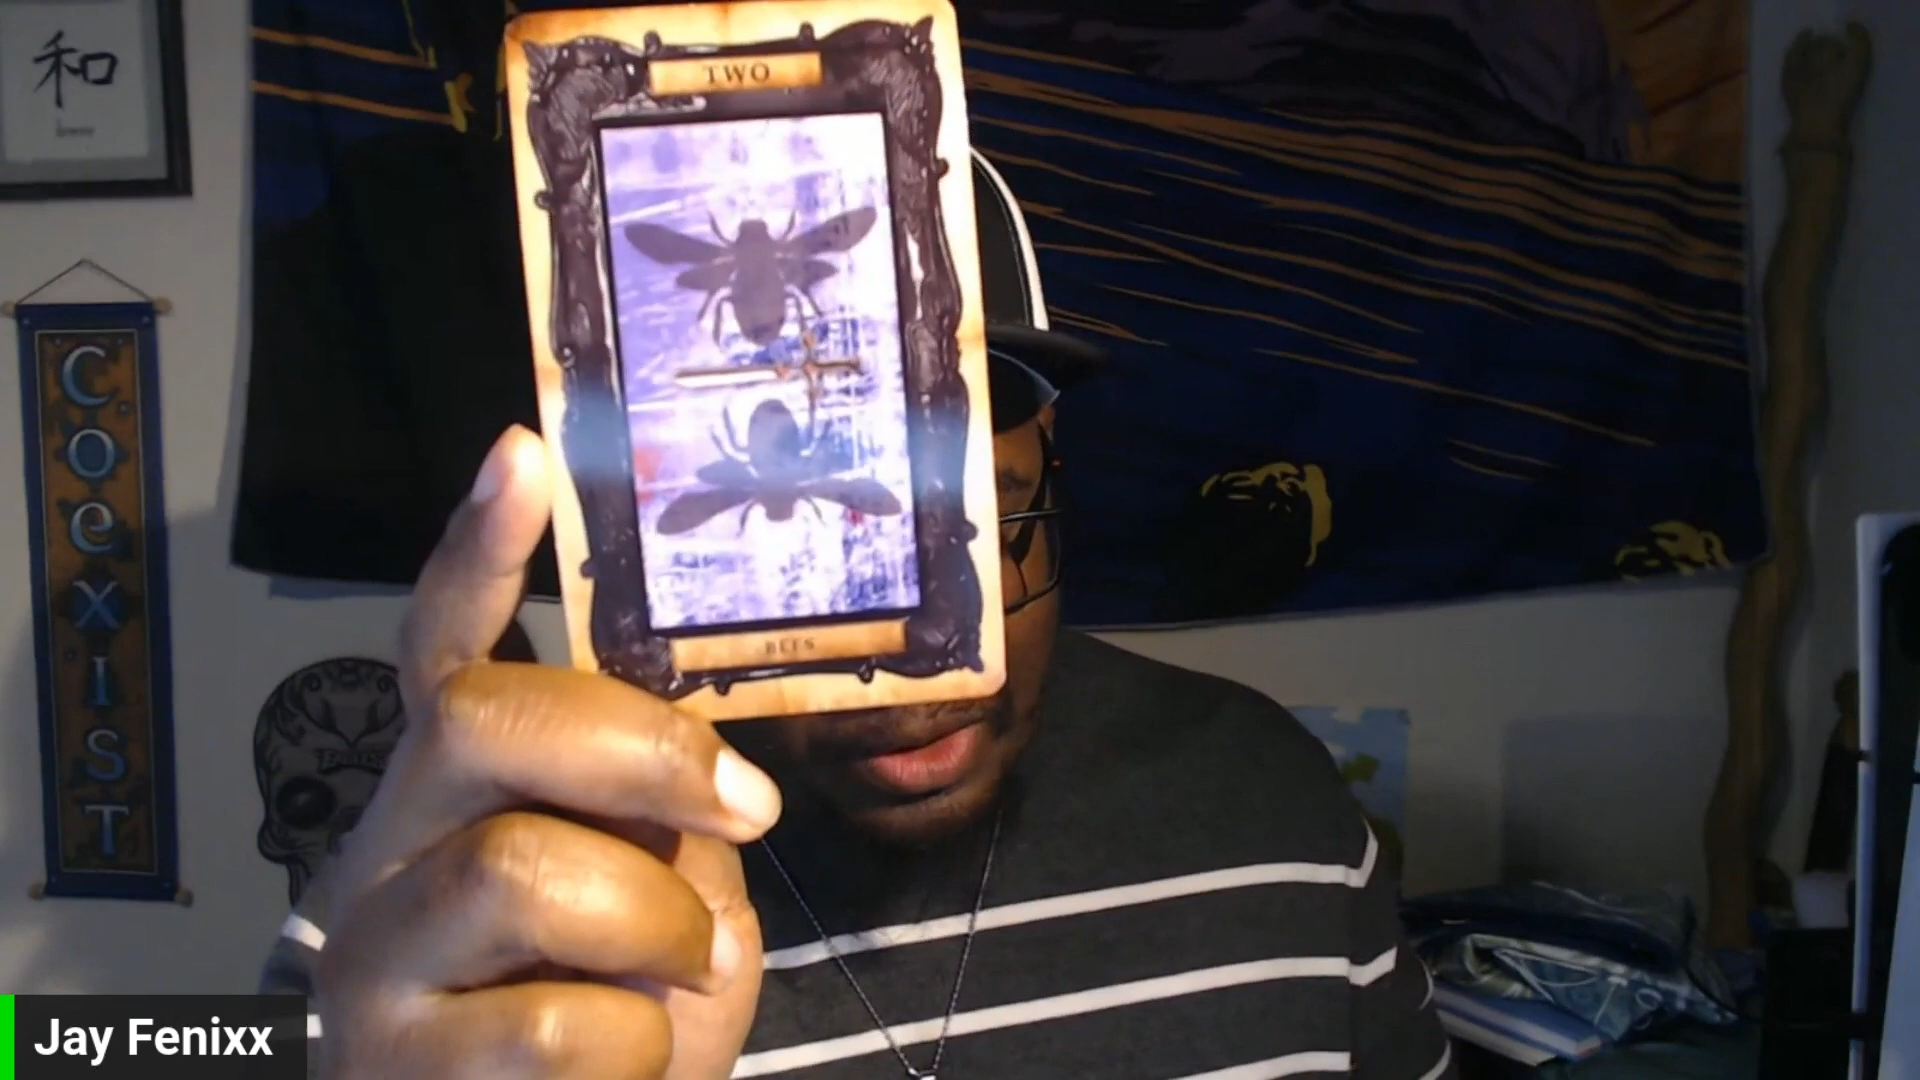 和
TWO
COEXIST
BEES
Jay Fenixx